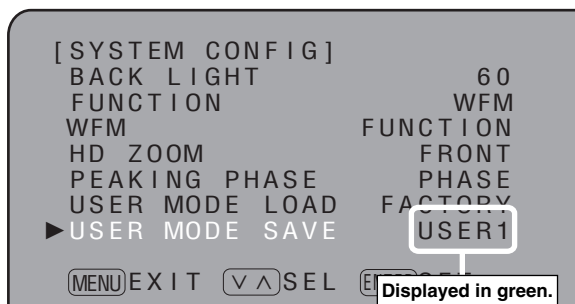 [SYSTEM CONFIG]
BACK LIGHT 60
FUNCTION WFM
WFM FUNCTION
HD ZOOM FRONT
PEAKING PHASE PHASE
USER MODE LOAD FACTORY
▶USER MODE SAVE USER1
MENU EXIT ∨∧ SEL
Displayed in green.